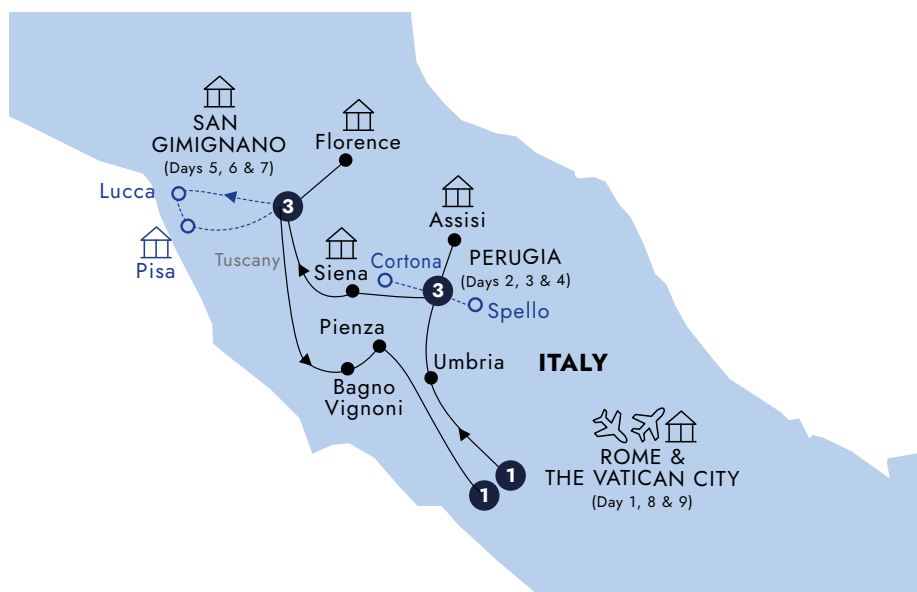 SAN
GIMIGNANO
(Days 5, 6 & 7)
Florence
Lucca
3
Assisi
Pisa
Tuscany
Siena
Cortona
PERUGIA
(Days 2, 3 & 4)
3
Spello
Pienza
Umbria
ITALY
Bagno
Vignoni
ROME &
THE VATICAN CITY
(Day 1, 8 & 9)
1
1